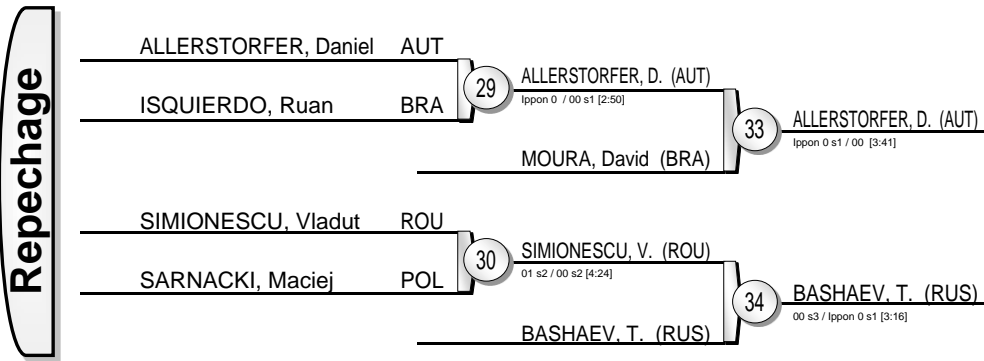 Repechage
ALLERSTORFER, Daniel AUT
ISQUIERDO, Ruan BRA
29
ALLERSTORFER, D. (AUT)
Ippon 0 / 00 s1 [2:50]
MOURA, David (BRA)
33
ALLERSTORFER, D. (AUT)
Ippon 0 s1 / 00 [3:41]
SIMIONESCU, Vladut ROU
SARNACKI, Maciej POL
30
SIMIONESCU, V. (ROU)
01 s2 / 00 s2 [4:24]
BASHAEV, T. (RUS)
34
BASHAEV, T. (RUS)
00 s3 / Ippon 0 s1 [3:16]